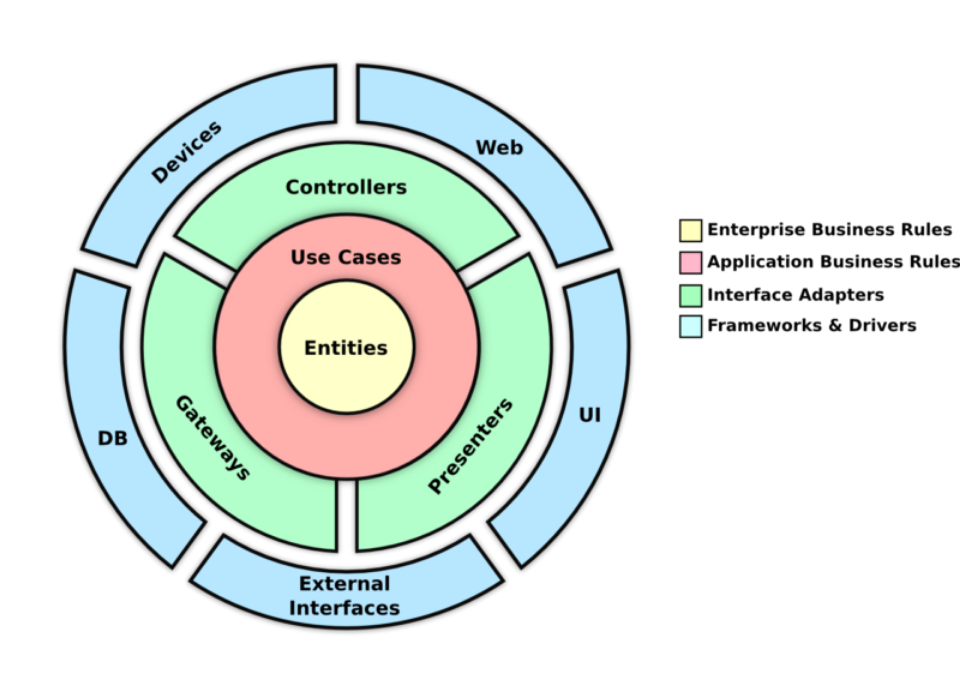 Devices
Web
Controllers
Use Cases
Entities
Gateways
Presenters
DB
UI
External
Interfaces
Enterprise Business Rules
Application Business Rules
Interface Adapters
Frameworks & Drivers